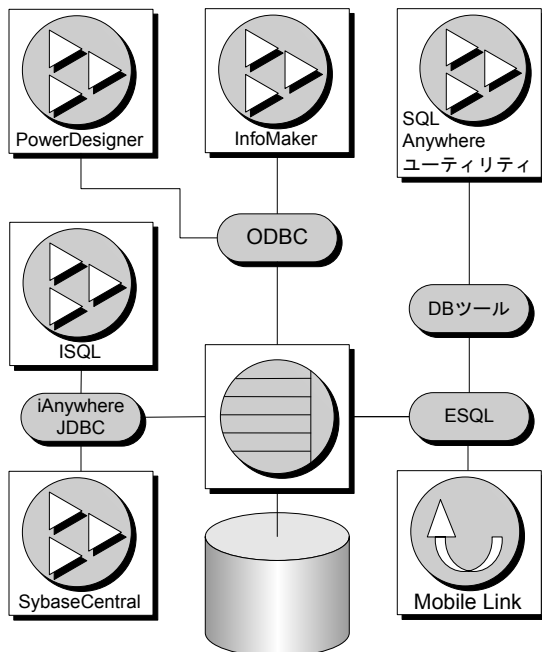 PowerDesigner
InfoMaker
SQL
Anywhere
ユーティリティ
ODBC
ISQL
DBツール
iAnywhere
JDBC
ESQL
SybaseCentral
Mobile Link